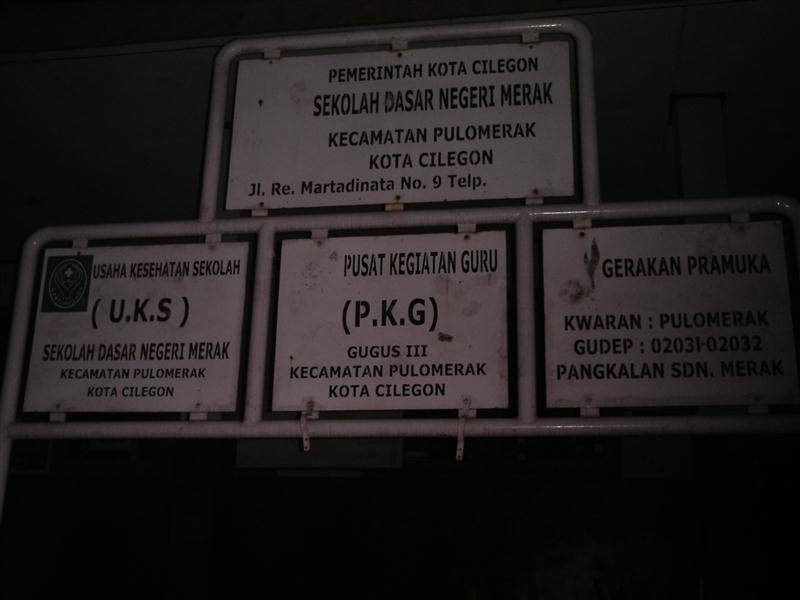 PEMERINTAH KOTA CILEGON
SEKOLAH DASAR NEGERI MERAK
KECAMATAN PULOMERAK
KOTA CILEGON
Jl. Re. Martadinata No. 9 Telp.
USAHA KESEHATAN SEKOLAH
( U.K.S )
SEKOLAH DASAR NEGERI MERAK
KECAMATAN PULOMERAK
KOTA CILEGON
PUSAT KEGIATAN GURU
(P.K.G)
GUGUS III
KECAMATAN PULOMERAK
KOTA CILEGON
GERAKAN PRAMUKA
KWARAN : PULOMERAK
GUDEP : 02031-02032
PANGKALAN SDN. MERAK